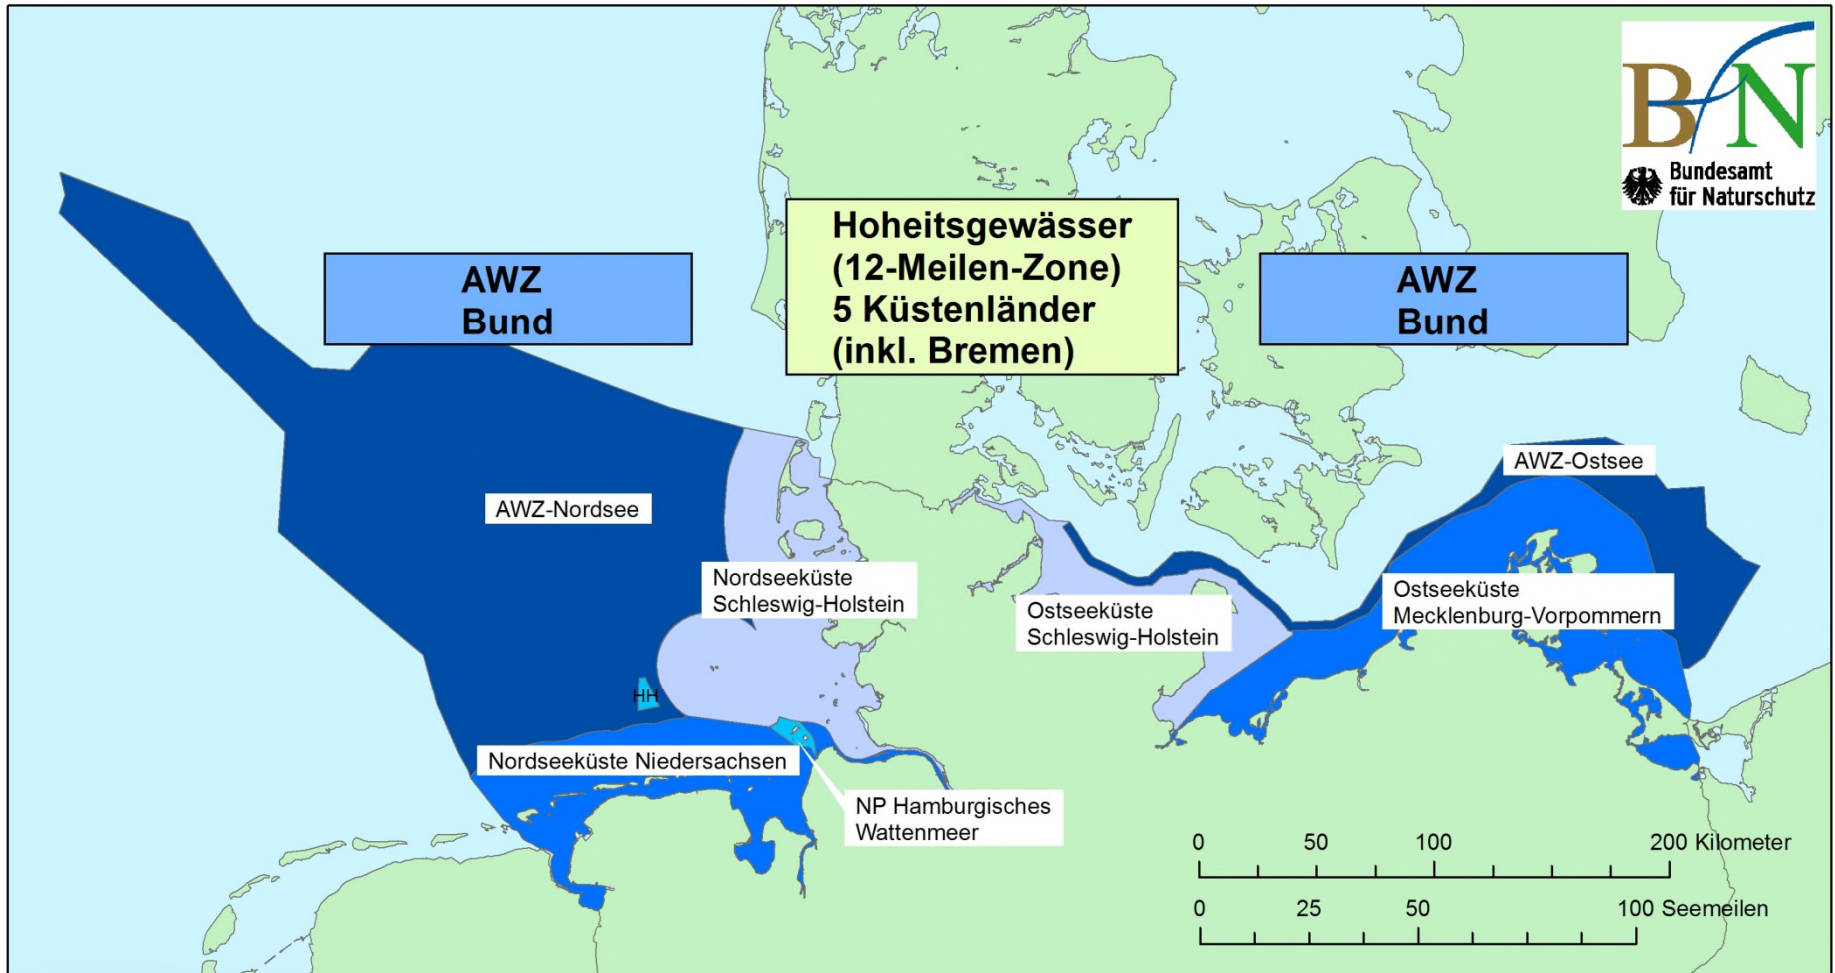 BfN
Bundesamt
für Naturschutz
Hoheitsgewässer
(12-Meilen-Zone)
5 Küstenländer
(inkl. Bremen)
AWZ
Bund
AWZ
Bund
AWZ-Ostsee
AWZ-Nordsee
Nordseeküste
Schleswig-Holstein
Ostseeküste
Schleswig-Holstein
Ostseeküste
Mecklenburg-Vorpommern
HH
Nordseeküste Niedersachsen
NP Hamburgisches
Wattenmeer
0 50 100 200 Kilometer
0 25 50 100 Seemeilen